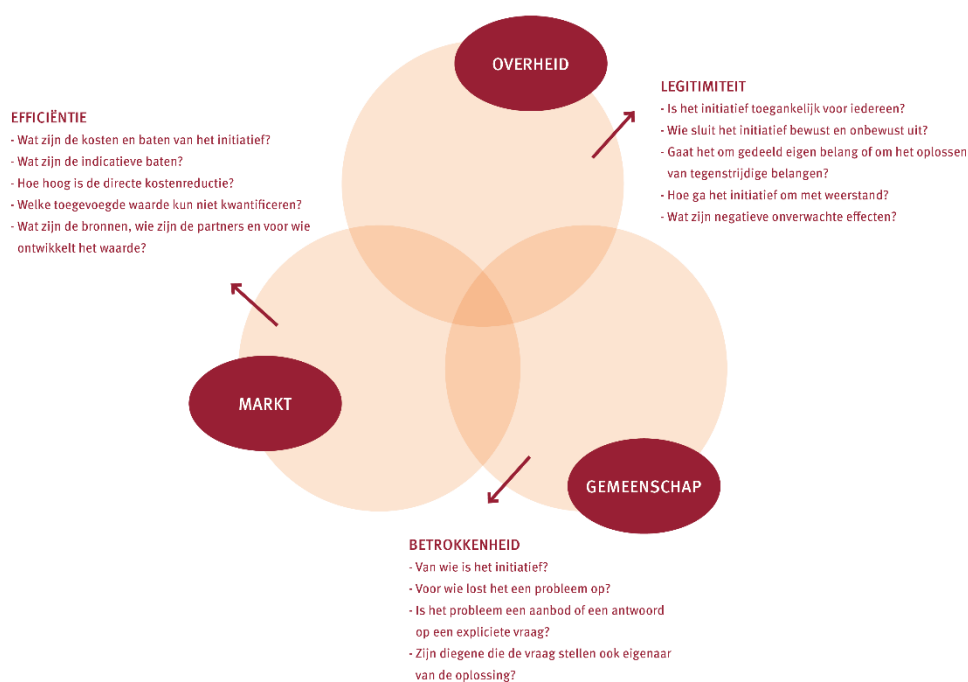 OVERHEID
LEGITIMITEIT
- Is het initiatief toegankelijk voor iedereen?
- Wie sluit het initiatief bewust en onbewust uit?
- Gaat het om gedeeld eigen belang of om het oplossen
van tegenstrijdige belangen?
- Hoe ga het initiatief om met weerstand?
- Wat zijn negatieve onverwachte effecten?
EFFICIËNTIE
- Wat zijn de kosten en baten van het initiatief?
- Wat zijn de indicatieve baten?
- Hoe hoog is de directe kostenreductie?
- Welke toegevoegde waarde kun niet kwantificeren?
- Wat zijn de bronnen, wie zijn de partners en voor wie
ontwikkelt het waarde?
MARKT
GEMEENSCHAP
BETROKKENHEID
- Van wie is het initiatief?
- Voor wie lost het een probleem op?
- Is het probleem een aanbod of een antwoord
op een expliciete vraag?
- Zijn diegene die de vraag stellen ook eigenaar
van de oplossing?